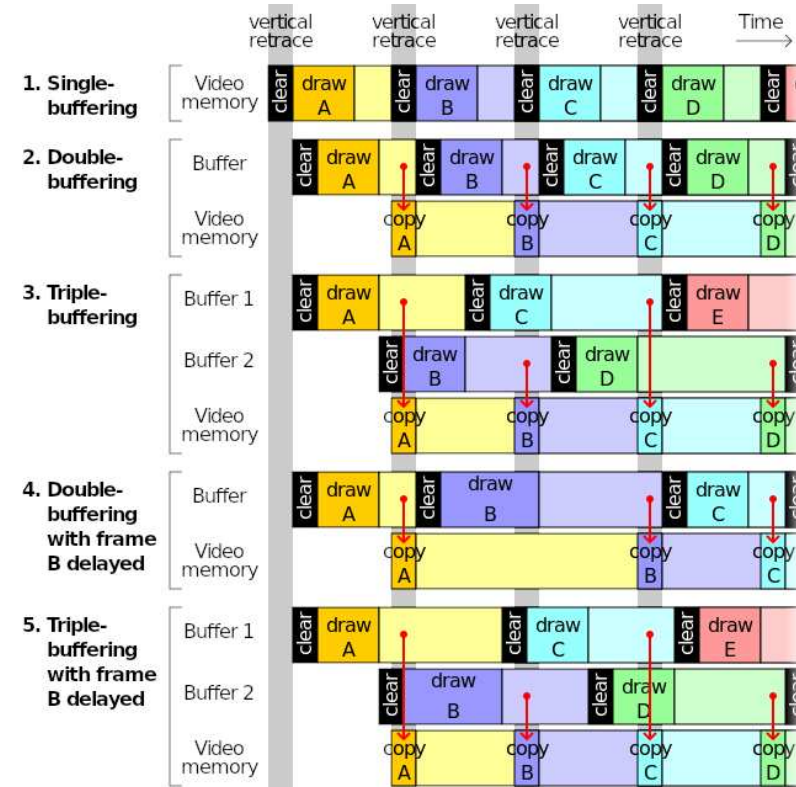 vertical retrace vertical retrace vertical retrace vertical retrace Time
1. Single-buffering
Video memory
clear draw A clear draw B clear draw C clear draw D clear
2. Double-buffering
Buffer
clear draw A clear draw B clear draw C clear draw D clear
Video memory
copy A copy B copy C copy D
3. Triple-buffering
Buffer 1
clear draw A clear draw C clear draw E
Buffer 2
clear draw B clear draw D clear
Video memory
copy A copy B copy C copy D
4. Double-buffering with frame B delayed
Buffer
clear draw A clear draw B clear draw C clear
Video memory
copy A copy B copy C
5. Triple-buffering with frame B delayed
Buffer 1
clear draw A clear draw C clear draw E
Buffer 2
clear draw B clear draw D clear
Video memory
copy A copy B copy C copy D